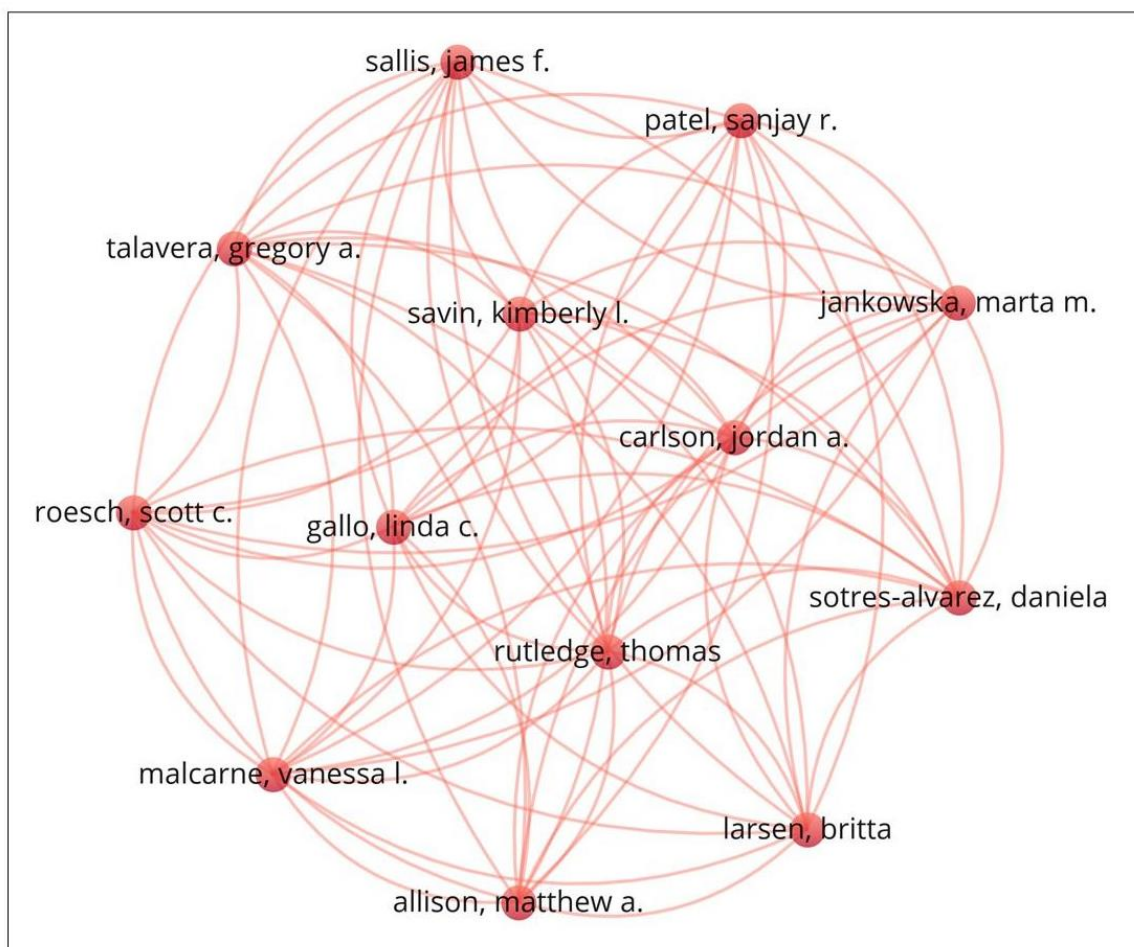 sallis, james f.
patel, sanjay r.
talavera, gregory a.
savin, kimberly l.
jankowska, marta m.
carlson, jordan a.
roesch, scott c.
gallo, linda c.
sotres-alvarez, daniela
rutledge, thomas
malcarne, vanessa l.
larsen, britta
allison, matthew a.